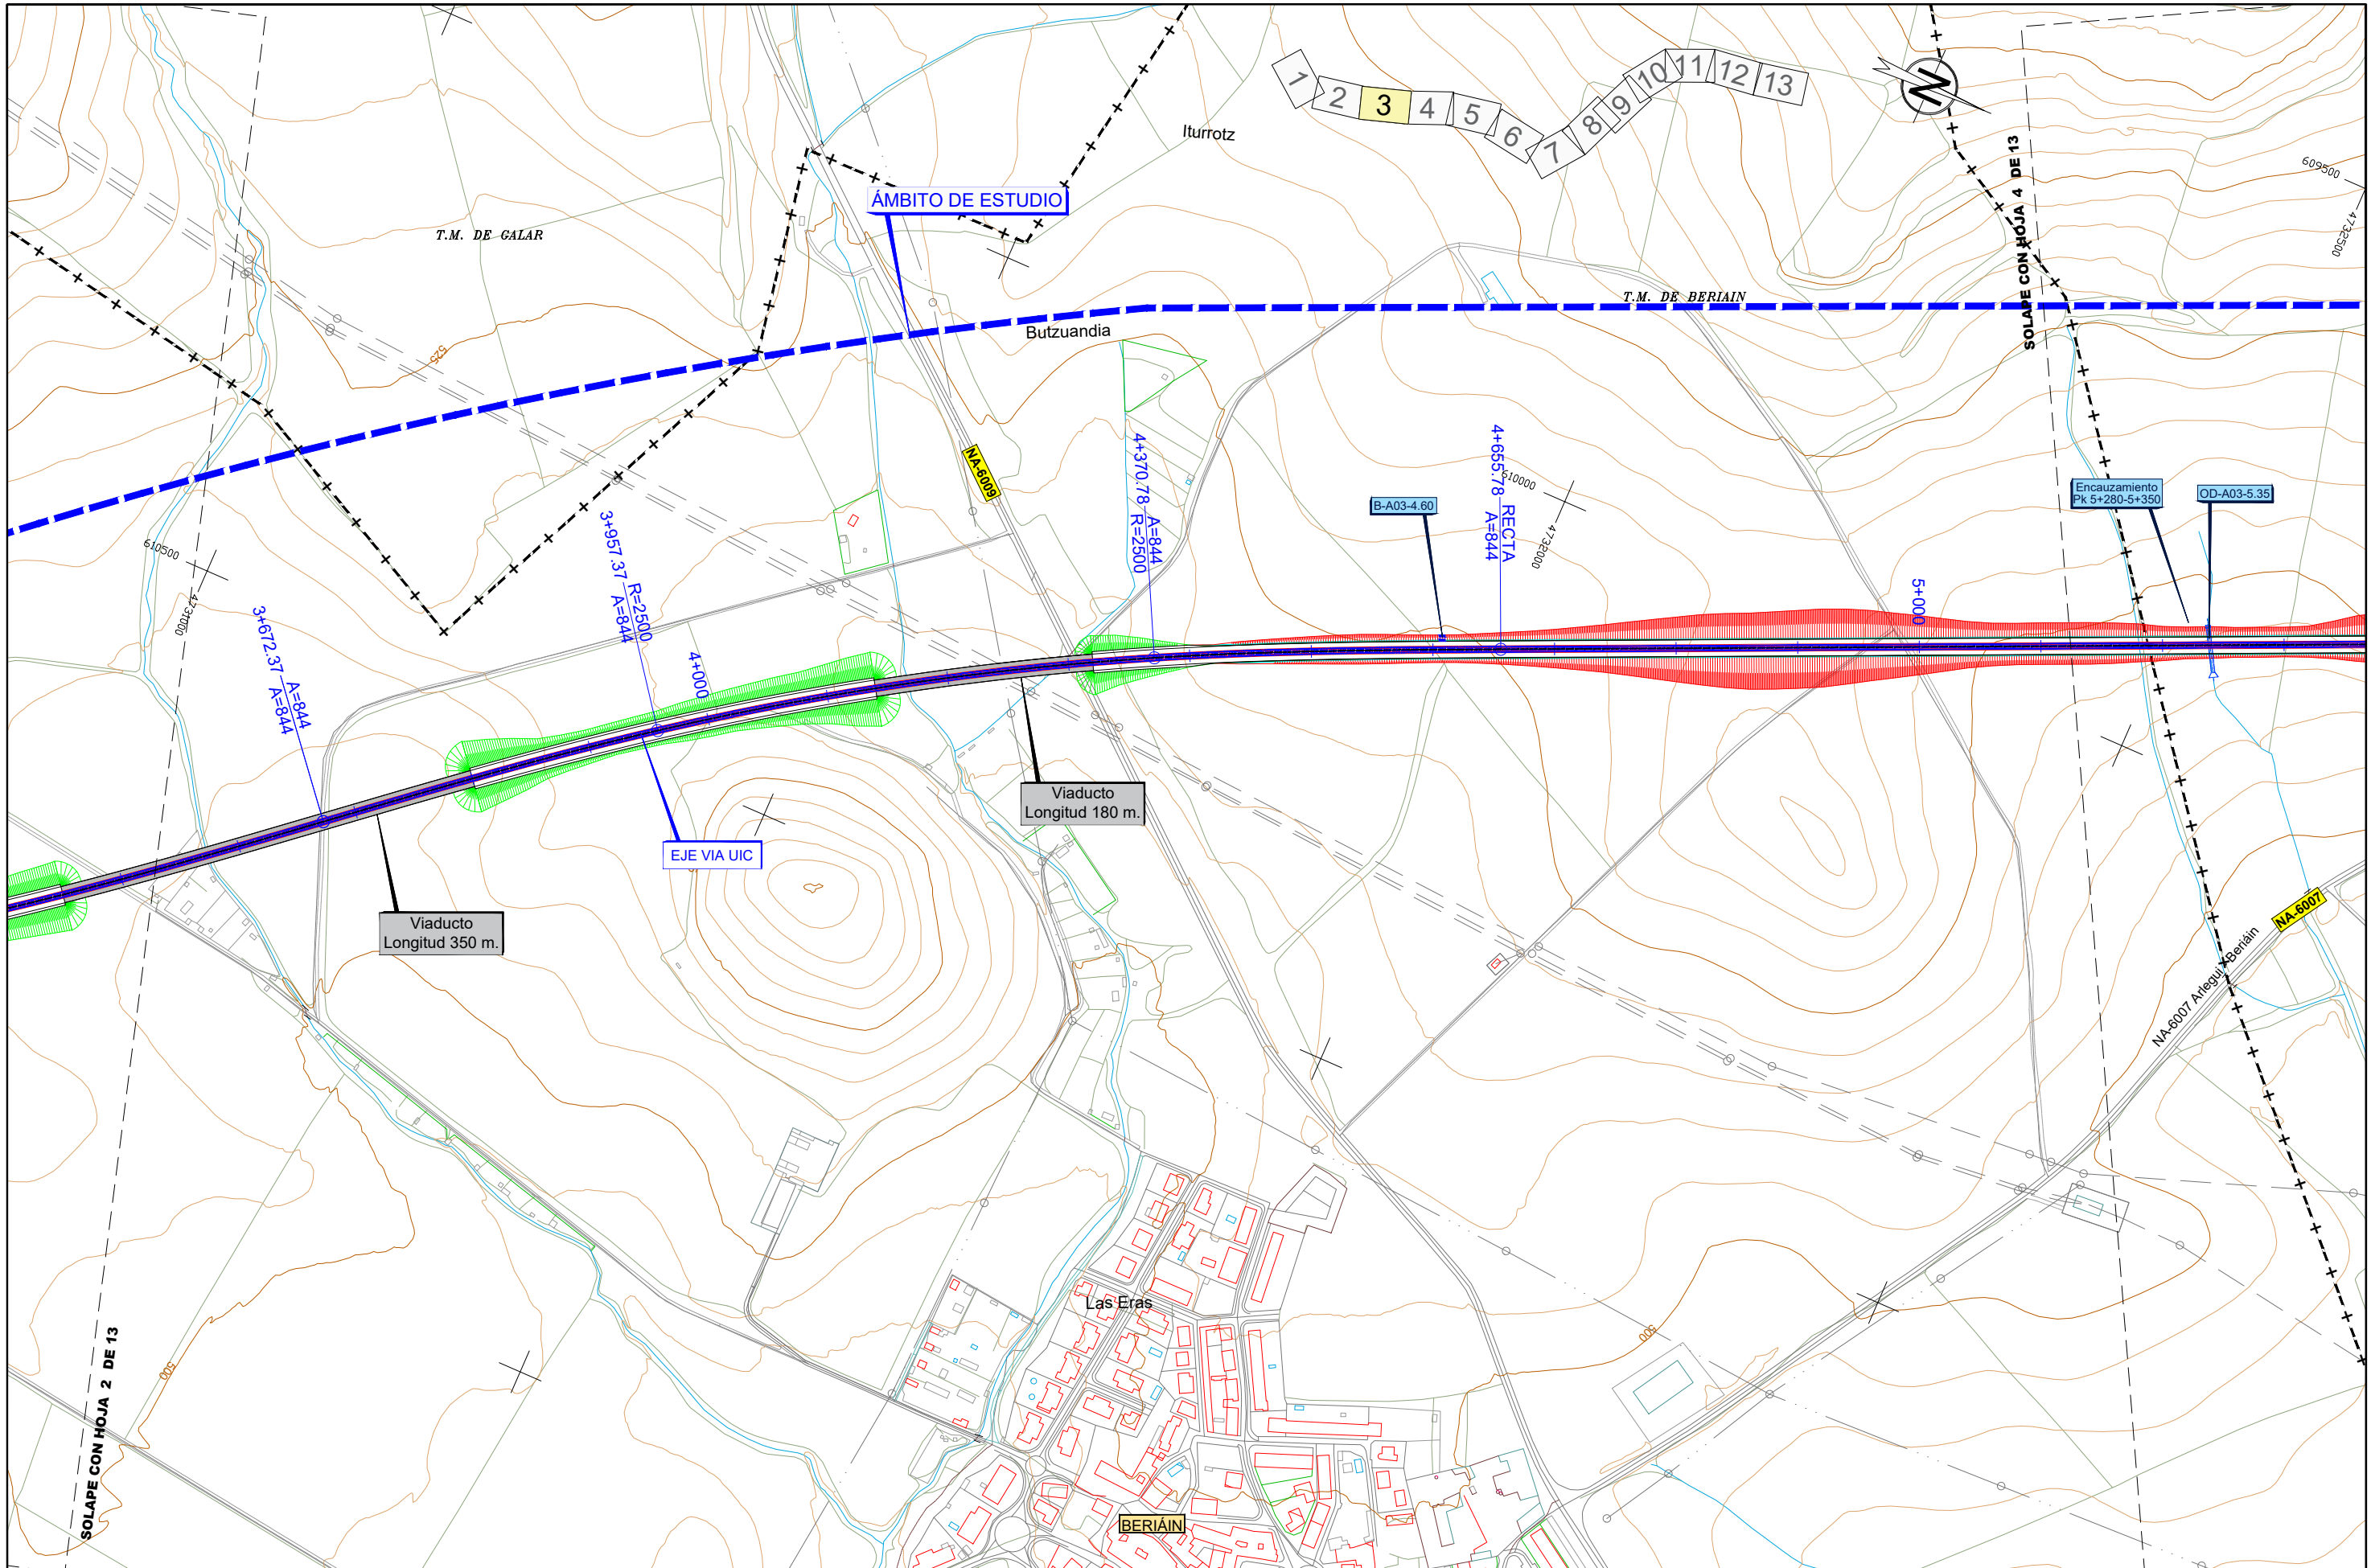 1
2
3
4
5
6
7
8
9
10
11
12
13
N
Iturrotz
ÁMBITO DE ESTUDIO
T.M. DE GALAR
SOLAPE CON HOJA 4 DE 13
609500
4732500
T.M. DE BERIAIN
Butzuandia
525
NA-6009
4+370.78
A=844
R=2500
4+655.78
RECTA
A=844
610000
4732000
B-A03-4.60
Encauzamiento
Pk 5+280-5+350
OD-A03-5.35
610500
4731000
3+957.37
R=2500
A=844
3+672.37
A=844
A=844
4+000
5+000
Viaducto
Longitud 180 m.
EJE VIA UIC
Viaducto
Longitud 350 m.
NA-6007
NA-6007 Arlegui - Beriáin
Las Eras
500
500
SOLAPE CON HOJA 2 DE 13
BERIÁIN